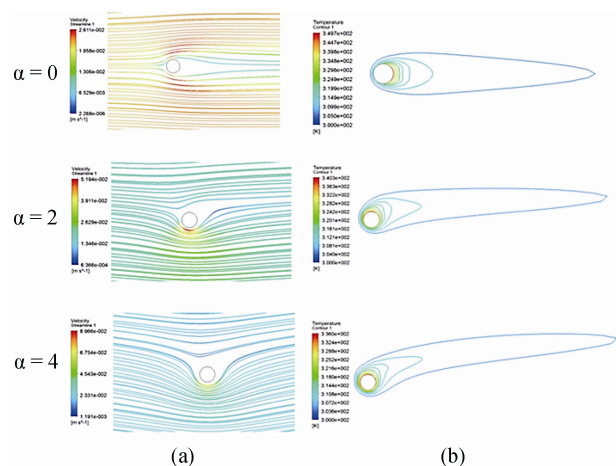 Velocity
Streamline 1
2.611e-002
1.958e-002
1.306e-002
6.529e-003
2.268e-006
[m s^-1]
α = 0
Temperature
Contour 1
3.497e+002
3.447e+002
3.398e+002
3.348e+002
3.298e+002
3.249e+002
3.199e+002
3.149e+002
3.099e+002
3.050e+002
3.000e+002
[K]
Velocity
Streamline 1
5.194e-002
3.911e-002
2.629e-002
1.346e-002
6.366e-004
[m s^-1]
α = 2
Temperature
Contour 1
3.403e+002
3.363e+002
3.322e+002
3.282e+002
3.242e+002
3.201e+002
3.161e+002
3.121e+002
3.081e+002
3.040e+002
3.000e+002
[K]
Velocity
Streamline 1
8.966e-002
6.754e-002
4.543e-002
2.331e-002
1.191e-003
[m s^-1]
α = 4
Temperature
Contour 1
3.360e+002
3.324e+002
3.288e+002
3.252e+002
3.216e+002
3.180e+002
3.144e+002
3.108e+002
3.072e+002
3.036e+002
3.000e+002
[K]
(a)
(b)